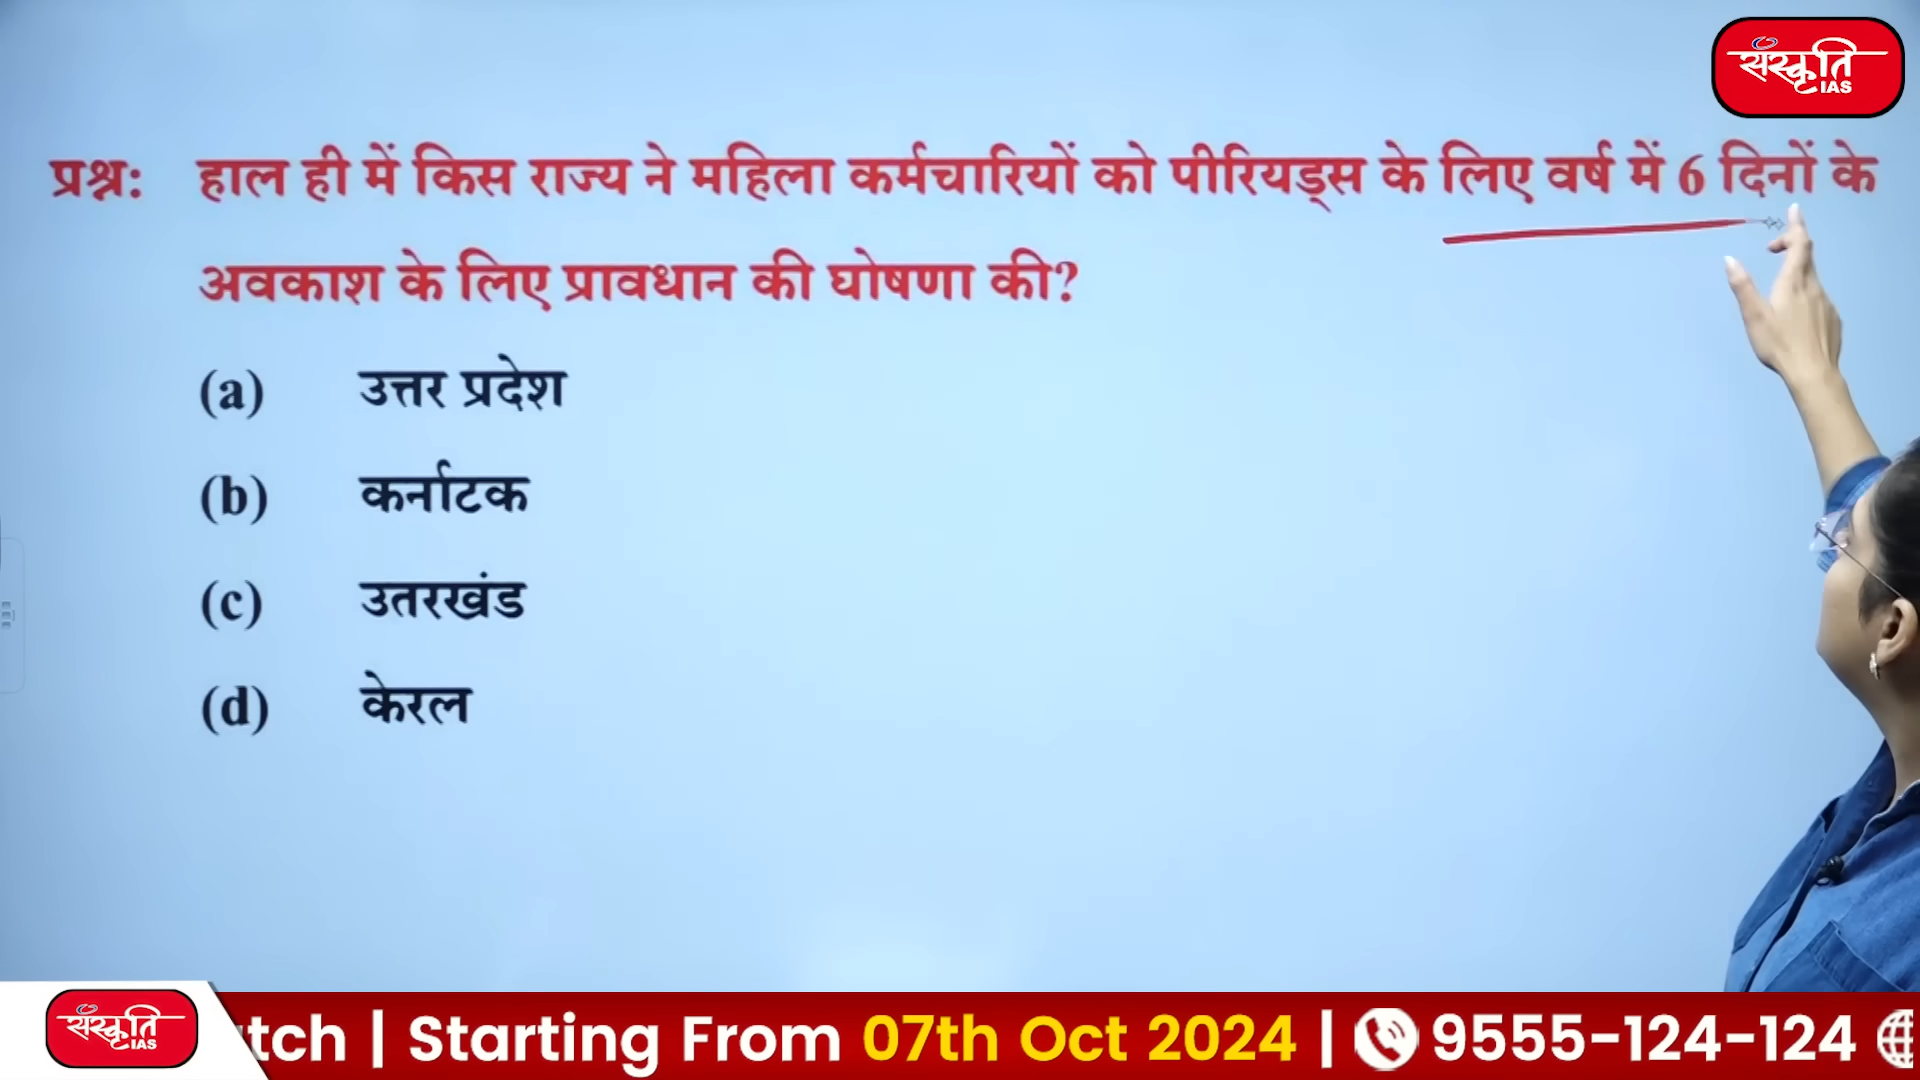 संस्कृति
IAS
प्रश्न: हाल ही में किस राज्य ने महिला कर्मचारियों को पीरियड्स के लिए वर्ष में 6 दिनों के
अवकाश के लिए प्रावधान की घोषणा की?
(a) उत्तर प्रदेश
(b) कर्नाटक
(c) उतरखंड
(d) केरल
संस्कृति
IAS
tch | Starting From 07th Oct 2024 | 9555-124-124